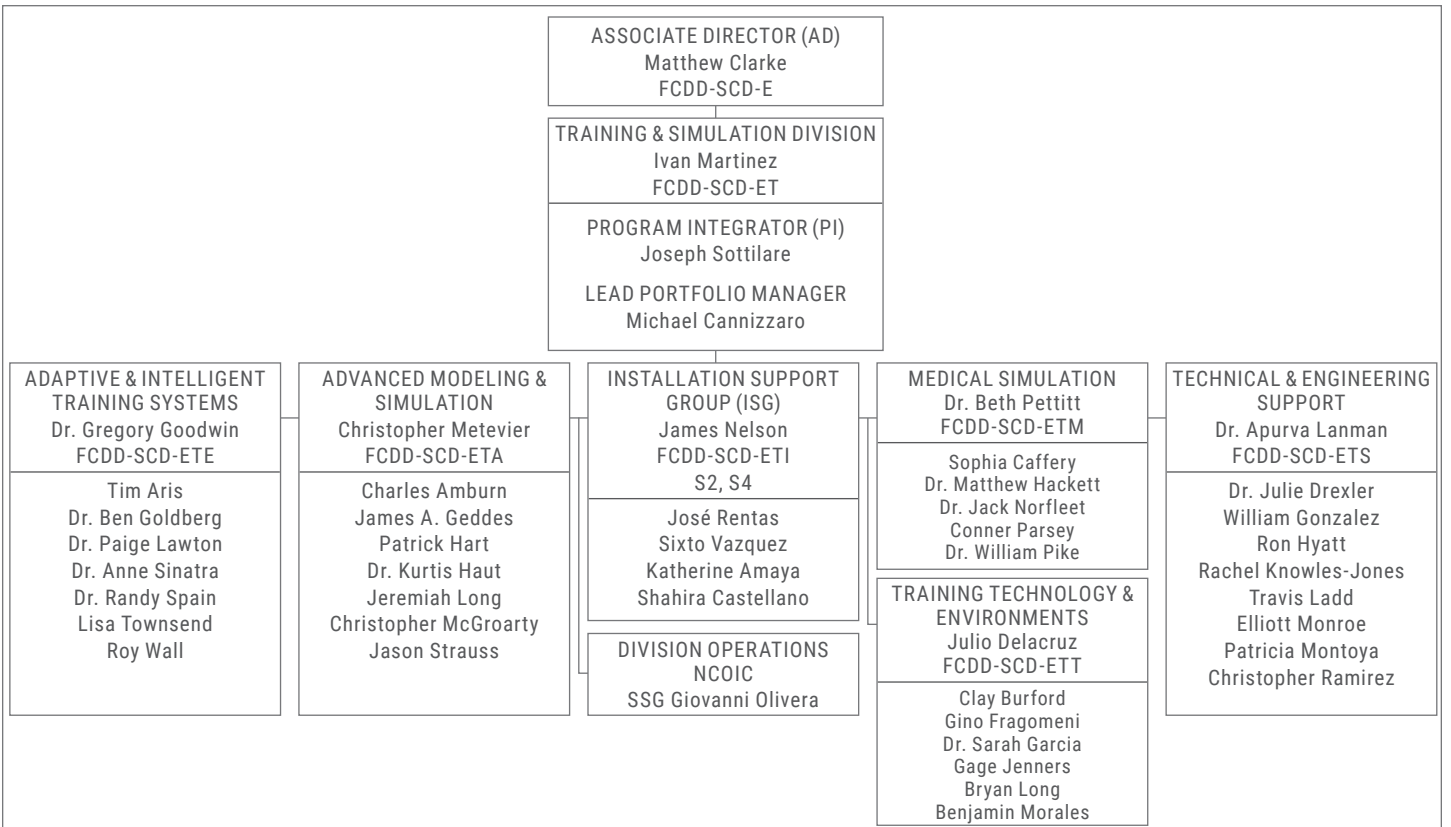 ASSOCIATE DIRECTOR (AD)
Matthew Clarke
FCDD-SCD-E
TRAINING & SIMULATION DIVISION
Ivan Martinez
FCDD-SCD-ET
PROGRAM INTEGRATOR (PI)
Joseph Sottilare
LEAD PORTFOLIO MANAGER
Michael Cannizzaro
ADAPTIVE & INTELLIGENT
TRAINING SYSTEMS
Dr. Gregory Goodwin
FCDD-SCD-ETE
Tim Aris
Dr. Ben Goldberg
Dr. Paige Lawton
Dr. Anne Sinatra
Dr. Randy Spain
Lisa Townsend
Roy Wall
ADVANCED MODELING &
SIMULATION
Christopher Metevier
FCDD-SCD-ETA
Charles Amburn
James A. Geddes
Patrick Hart
Dr. Kurtis Haut
Jeremiah Long
Christopher McGroarty
Jason Strauss
INSTALLATION SUPPORT
GROUP (ISG)
James Nelson
FCDD-SCD-ETI
S2, S4
José Rentas
Sixto Vazquez
Katherine Amaya
Shahira Castellano
DIVISION OPERATIONS
NCOIC
SSG Giovanni Olivera
MEDICAL SIMULATION
Dr. Beth Pettitt
FCDD-SCD-ETM
Sophia Caffery
Dr. Matthew Hackett
Dr. Jack Norfleet
Conner Parsey
Dr. William Pike
TRAINING TECHNOLOGY &
ENVIRONMENTS
Julio Delacruz
FCDD-SCD-ETT
Clay Burford
Gino Fragomeni
Dr. Sarah Garcia
Gage Jenners
Bryan Long
Benjamin Morales
TECHNICAL & ENGINEERING
SUPPORT
Dr. Apurva Lanman
FCDD-SCD-ETS
Dr. Julie Drexler
William Gonzalez
Ron Hyatt
Rachel Knowles-Jones
Travis Ladd
Elliott Monroe
Patricia Montoya
Christopher Ramirez